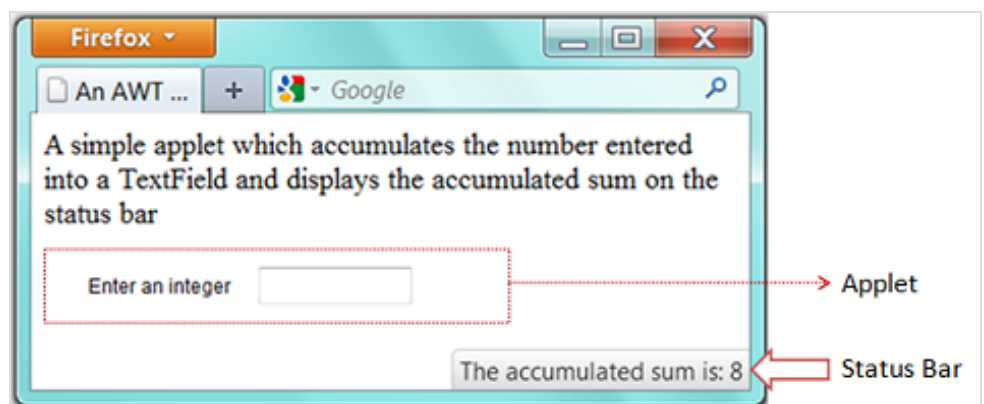 Firefox
An AWT ...
+
Google
A simple applet which accumulates the number entered
into a TextField and displays the accumulated sum on the
status bar
Enter an integer
Applet
The accumulated sum is: 8
Status Bar